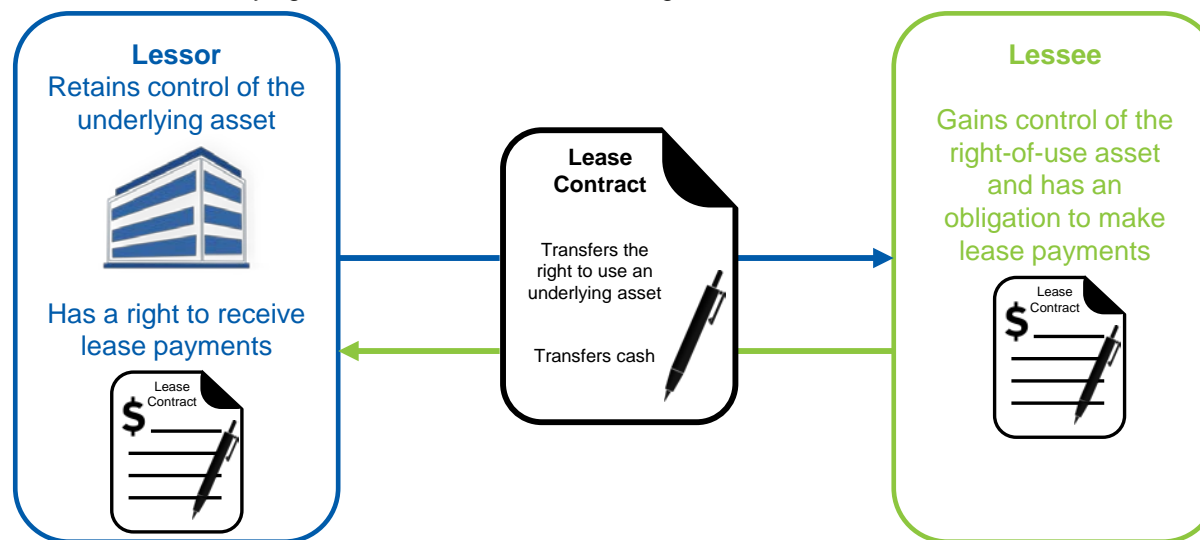 Lessor
Retains control of the
underlying asset
Has a right to receive
lease payments
Lease
Contract
$
Lease
Contract
Transfers the
right to use an
underlying asset
Transfers cash
Lessee
Gains control of the
right-of-use asset
and has an
obligation to make
lease payments
Lease
Contract
$